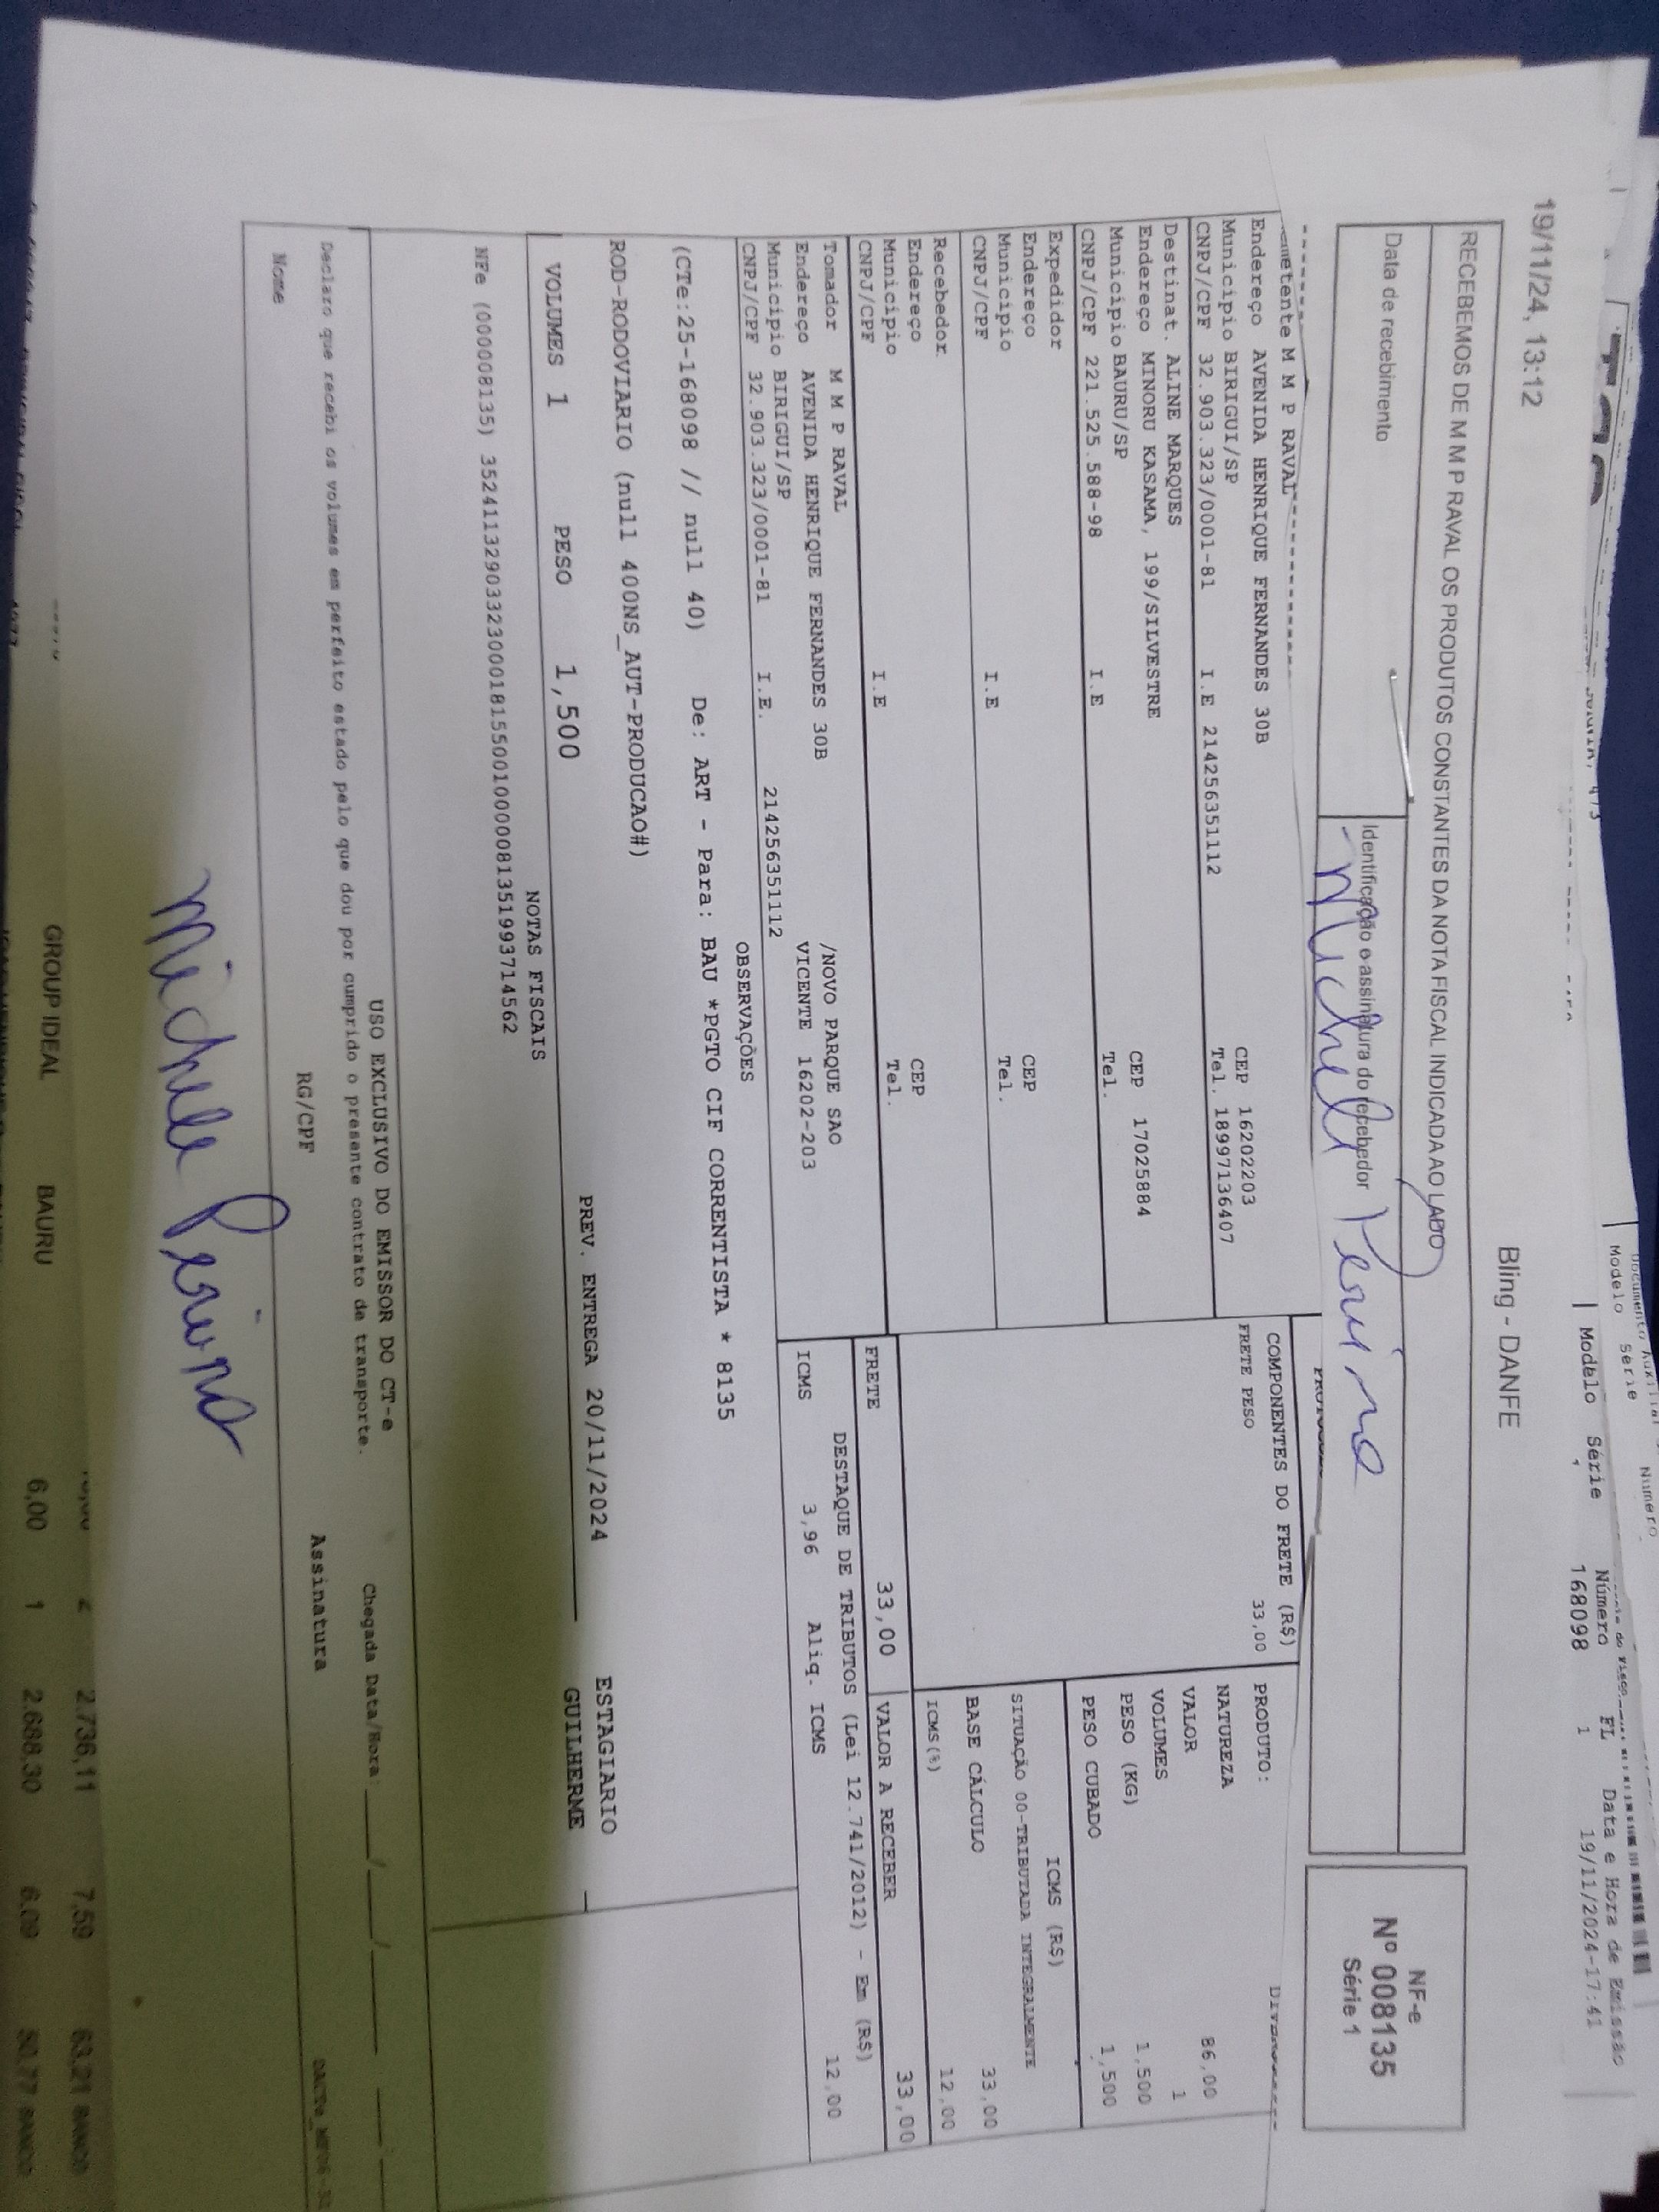 Número
Modelo Série Número FL Data e Hora de Emissão
168098 1 19/11/2024-17:41
19/11/24, 13:12 Bling - DANFE
RECEBEMOS DE M M P RAVAL OS PRODUTOS CONSTANTES DA NOTA FISCAL INDICADA AO LADO
Data de recebimento Identificação e assinatura do recebedor
Michele Perina
NF-e
Nº 008135
Série 1
M M P RAVAL
Endereço AVENIDA HENRIQUE FERNANDES 30B CEP 16202203
Município BIRIGUI/SP Tel. 18997136407
CNPJ/CPF 32.903.323/0001-81 I.E 214256351112
Destinat. ALINE MARQUES
Endereço MINORU KASAMA, 199/SILVESTRE CEP 17025884
Município BAURU/SP Tel.
CNPJ/CPF 221.525.588-98 I.E
Expedidor
Endereço CEP
Município Tel.
CNPJ/CPF I.E
Recebedor
Endereço CEP
Município Tel.
CNPJ/CPF I.E
Tomador M M P RAVAL /NOVO PARQUE SAO
Endereço AVENIDA HENRIQUE FERNANDES 30B VICENTE 16202-203
Município BIRIGUI/SP
CNPJ/CPF 32.903.323/0001-81 I.E. 214256351112
COMPONENTES DO FRETE (R$)
FRETE PESO 33,00
PRODUTO:
NATUREZA
VALOR 86,00
VOLUMES 1
PESO (KG) 1,500
PESO CUBADO 1,500
ICMS (R$)
SITUAÇÃO 00-TRIBUTADA INTEGRALMENTE
BASE CÁLCULO 33,00
ICMS(%) 12,00
FRETE 33,00 VALOR A RECEBER 33,00
DESTAQUE DE TRIBUTOS (Lei 12.741/2012) - Em (R$)
ICMS 3,96 Aliq. ICMS 12,00
OBSERVAÇÕES
(CTe:25-168098 // null 40) De: ART - Para: BAU *PGTO CIF CORRENTISTA * 8135
ROD-RODOVIARIO (null 400NS_AUT-PRODUCAO#)
VOLUMES 1 PESO 1,500 PREV. ENTREGA 20/11/2024 ESTAGIARIO
GUILHERME
NOTAS FISCAIS
NFe (000008135) 35241132903323000181550010000081351993714562
USO EXCLUSIVO DO EMISSOR DO CT-e
Declaro que recebi os volumes em perfeito estado pelo que dou por cumprido o presente contrato de transporte. Chegada Data/Hora: ____/____/____
Nome RG/CPF Assinatura
Michele Perina
2 2.736,11 7,59 63,21
GROUP IDEAL BAURU 6,00 1 2.688,30 6,09 50,77